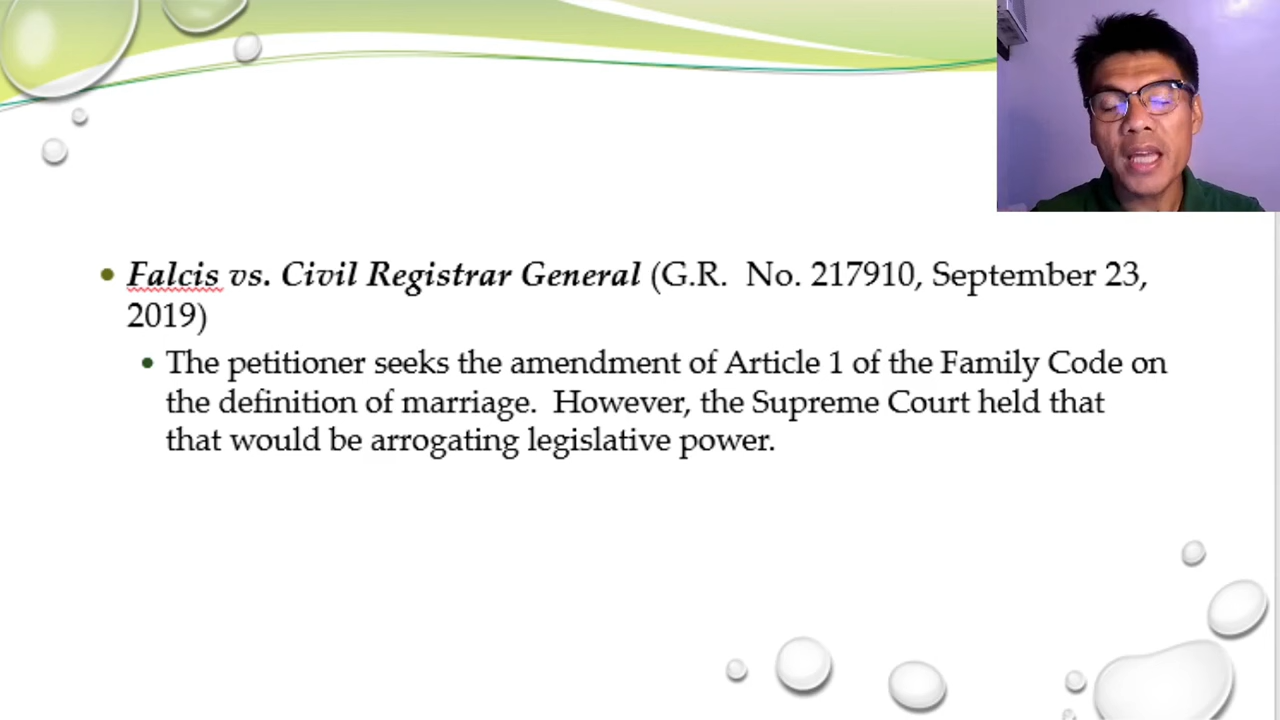 Falcis vs. Civil Registrar General (G.R. No. 217910, September 23,
2019)
The petitioner seeks the amendment of Article 1 of the Family Code on
the definition of marriage. However, the Supreme Court held that
that would be arrogating legislative power.